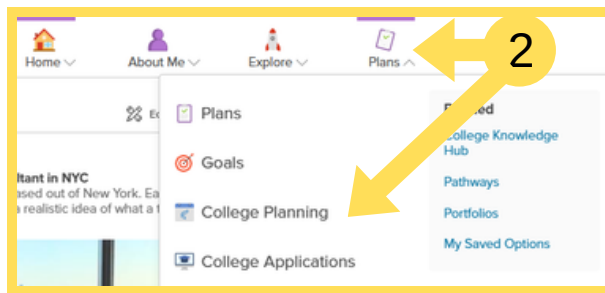 2
Home
About Me
Explore
Plans
Plans
Goals
College Planning
College Applications
College Knowledge
Hub
Pathways
Portfolios
My Saved Options
ltant in NYC
ased out of New York. Ea
a realistic idea of what a t